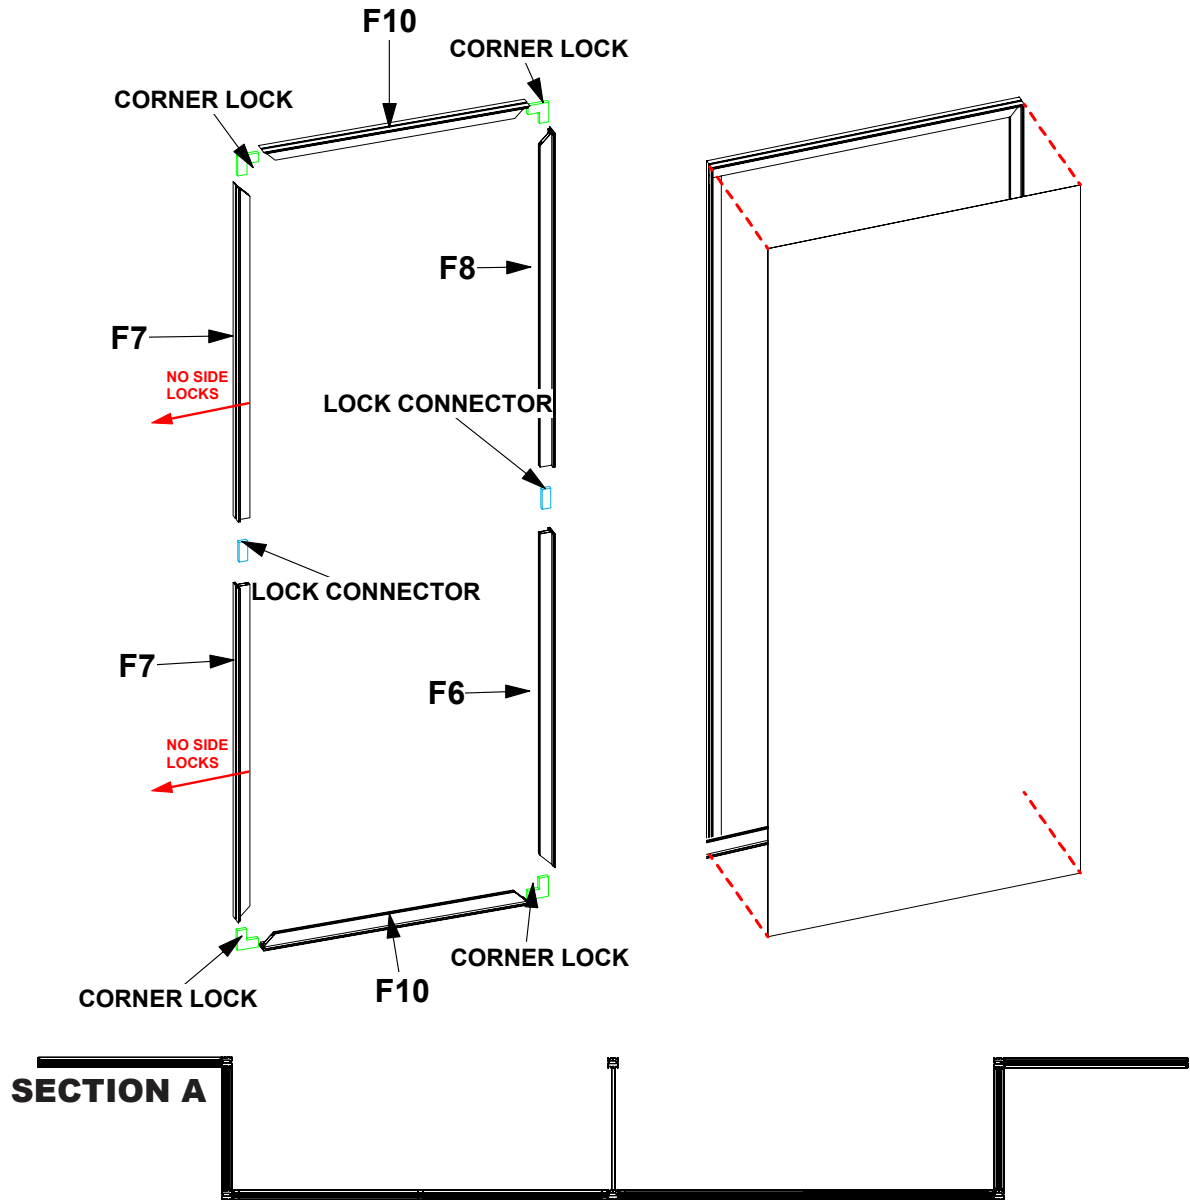 F10
CORNER LOCK
CORNER LOCK
F8
F7
NO SIDE
LOCKS
LOCK CONNECTOR
LOCK CONNECTOR
F7
F6
NO SIDE
LOCKS
CORNER LOCK
F10
CORNER LOCK
SECTION A